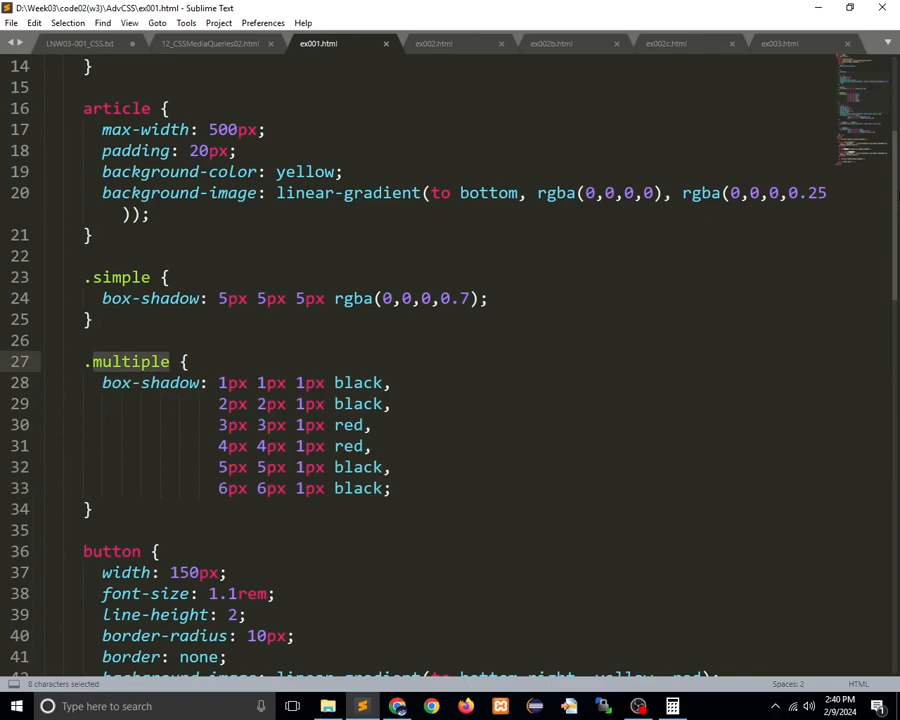 D:\Week03\code02(w3)\AdvCSS\ex001.html - Sublime Text
File Edit Selection Find View Goto Tools Project Preferences Help
LNW03-001_CSS.txt 12_CSSMediaQueries02.html ex001.html ex002.html ex002b.html ex002c.html ex003.html
14 }
15
16 article {
17 max-width: 500px;
18 padding: 20px;
19 background-color: yellow;
20 background-image: linear-gradient(to bottom, rgba(0,0,0,0), rgba(0,0,0,0.25
));
21 }
22
23 .simple {
24 box-shadow: 5px 5px 5px rgba(0,0,0,0.7);
25 }
26
27 .multiple {
28 box-shadow: 1px 1px 1px black,
29 2px 2px 1px black,
30 3px 3px 1px red,
31 4px 4px 1px red,
32 5px 5px 1px black,
33 6px 6px 1px black;
34 }
35
36 button {
37 width: 150px;
38 font-size: 1.1rem;
39 line-height: 2;
40 border-radius: 10px;
41 border: none;
8 characters selected Spaces: 2 HTML
Type here to search 2:40 PM
2/9/2024